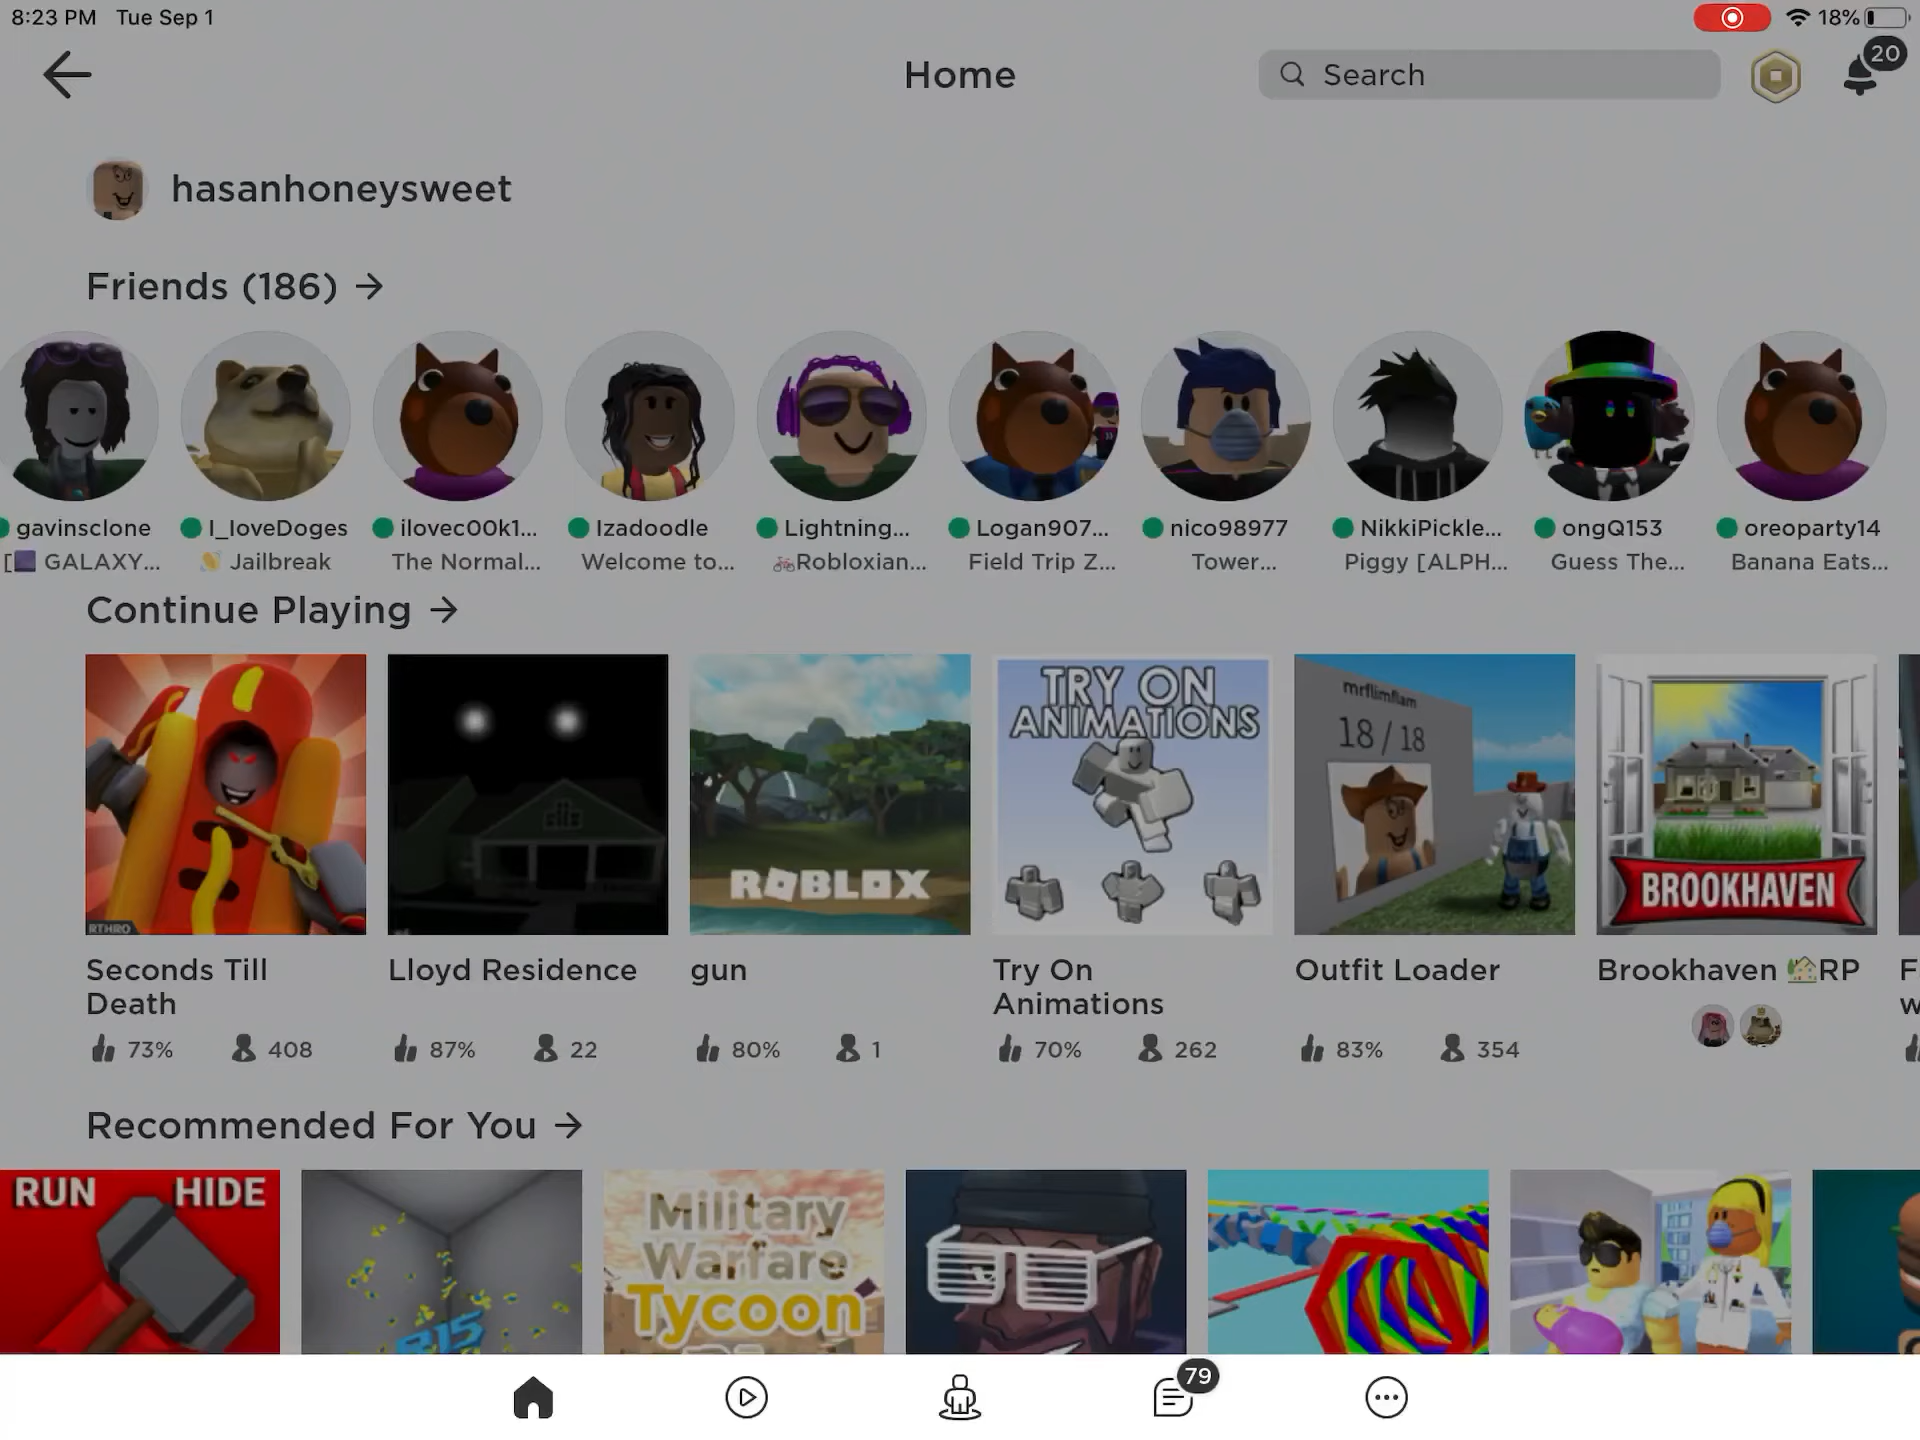 8:23 PM Tue Sep 1
18%
Home
Search
20
hasanhoneysweet
Friends (186) →
gavinsclone
I_IoveDoges
ilovec00k1...
Izadoodle
Lightning...
Logan907...
nico98977
NikkiPickle...
ongQ153
oreoparty14
[ GALAXY...
Jailbreak
The Normal...
Welcome to...
Robloxian...
Field Trip Z...
Tower...
Piggy [ALPH...
Guess The...
Banana Eats...
Continue Playing →
RTHRO
ROBLOX
TRY ON
ANIMATIONS
mrflimflam
18 / 18
BROOKHAVEN
Seconds Till
Death
Lloyd Residence
gun
Try On
Animations
Outfit Loader
Brookhaven RP
F
w
73% 408
87% 22
80% 1
70% 262
83% 354
Recommended For You →
RUN HIDE
R15
Military
Warfare
Tycoon
79